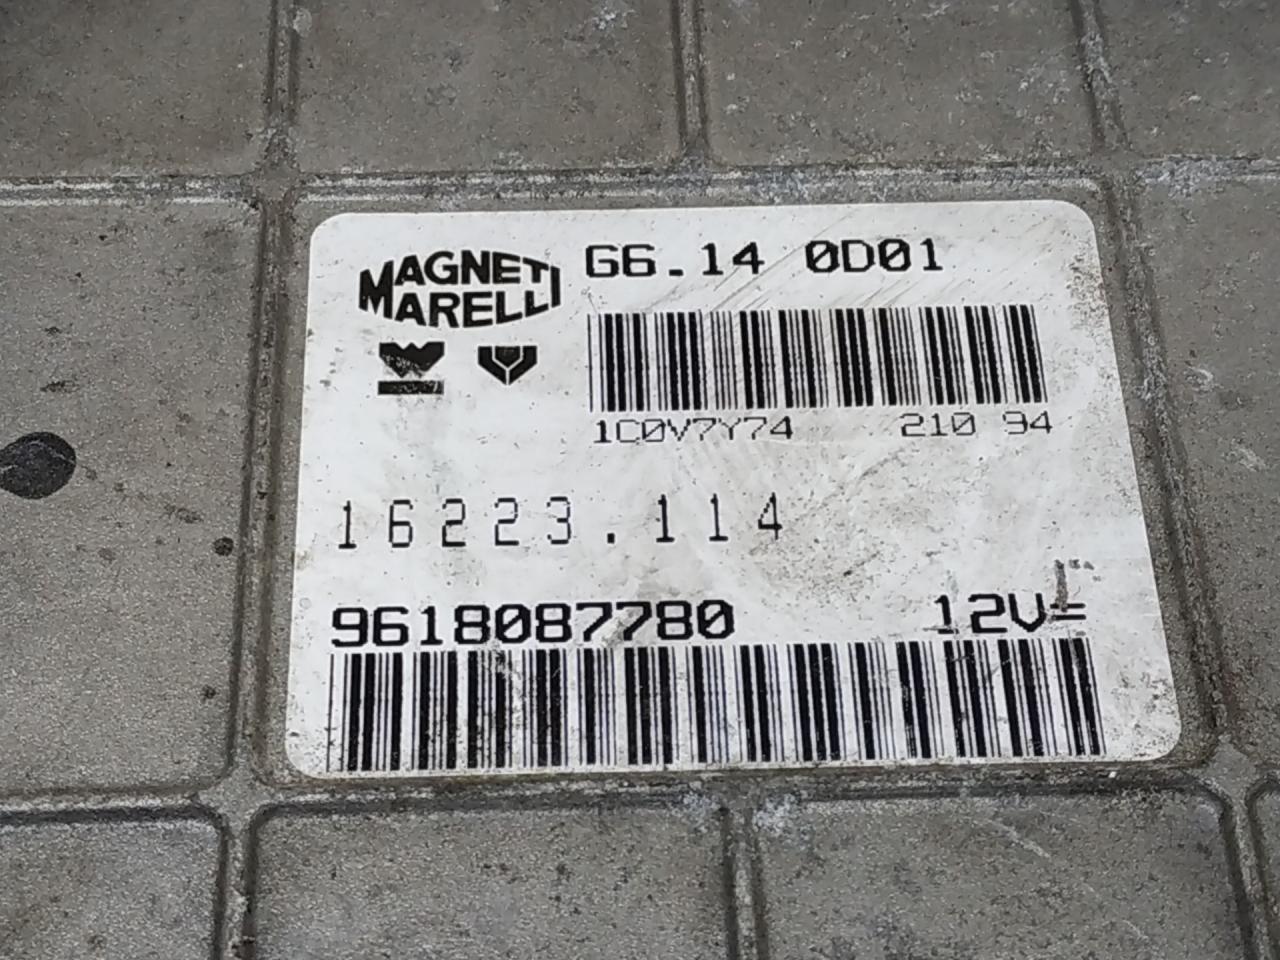 MAGNETI
MARELLI
G6.14 0D01
1C0V7Y74 210 94
16223.114
9618087780 12V=